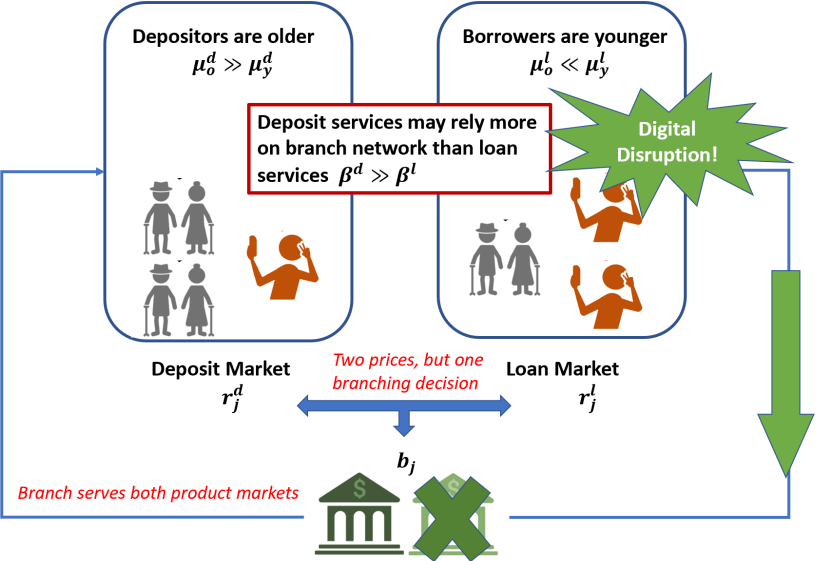 Depositors are older
μ_o^d ≫ μ_y^d
Borrowers are younger
μ_o^l ≪ μ_y^l
Deposit services may rely more
on branch network than loan
services β^d ≫ β^l
Digital
Disruption!
Deposit Market
r_j^d
Two prices, but one
branching decision
Loan Market
r_j^l
b_j
Branch serves both product markets
$
$